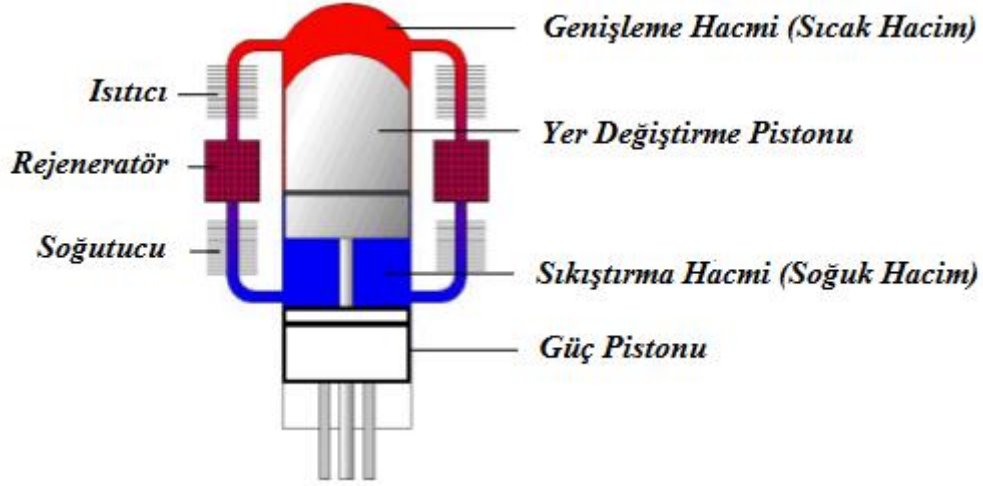 Genişleme Hacmi (Sıcak Hacim)
Isıtıcı
Yer Değiştirme Pistonu
Rejeneratör
Soğutucu
Sıkıştırma Hacmi (Soğuk Hacim)
Güç Pistonu